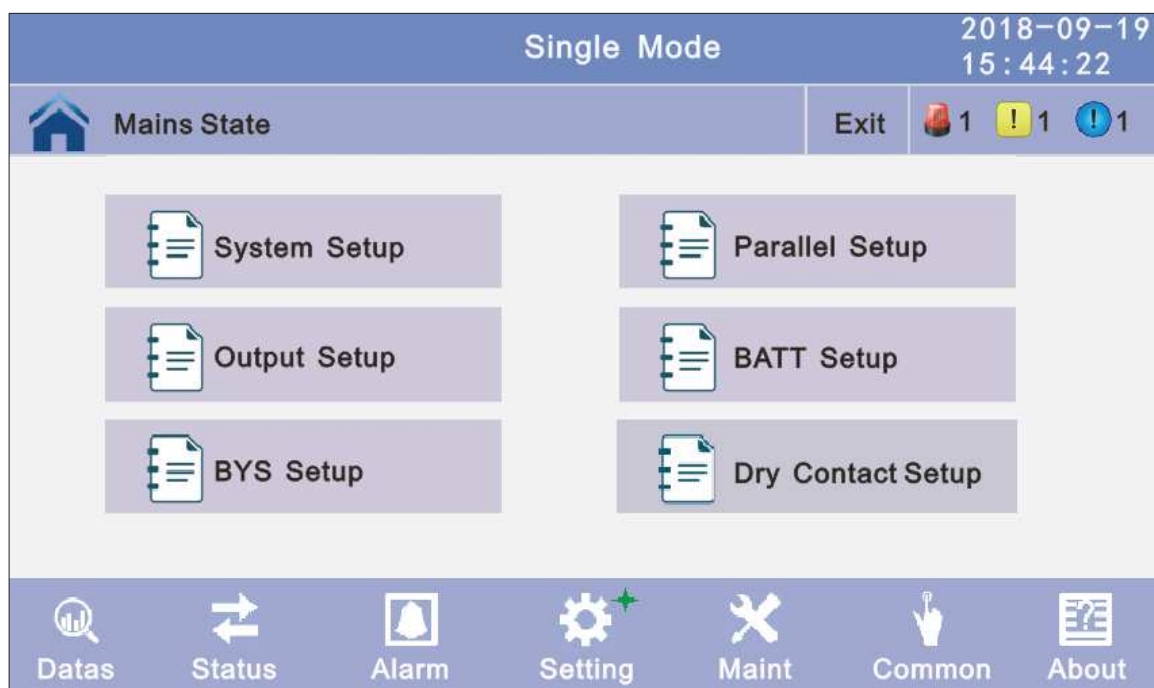 Single Mode
2018-09-19
15:44:22
Mains State
Exit
1
!
1
!
1
System Setup
Parallel Setup
Output Setup
BATT Setup
BYS Setup
Dry Contact Setup
?
Datas
Status
Alarm
Setting
Maint
Common
About